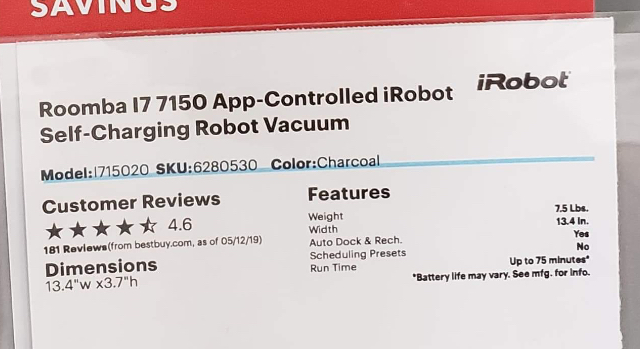 SAVINGS
iRobot
Roomba I7 7150 App-Controlled iRobot
Self-Charging Robot Vacuum
Model:I715020 SKU:6280530 Color:Charcoal
Customer Reviews
4.6
181 Reviews(from bestbuy.com, as of 05/12/19)
Dimensions
13.4"w x3.7"h
Features
Weight 7.5 Lbs.
Width 13.4 In.
Auto Dock & Rech. Yes
Scheduling Presets No
Run Time Up to 75 minutes*
*Battery life may vary. See mfg. for info.